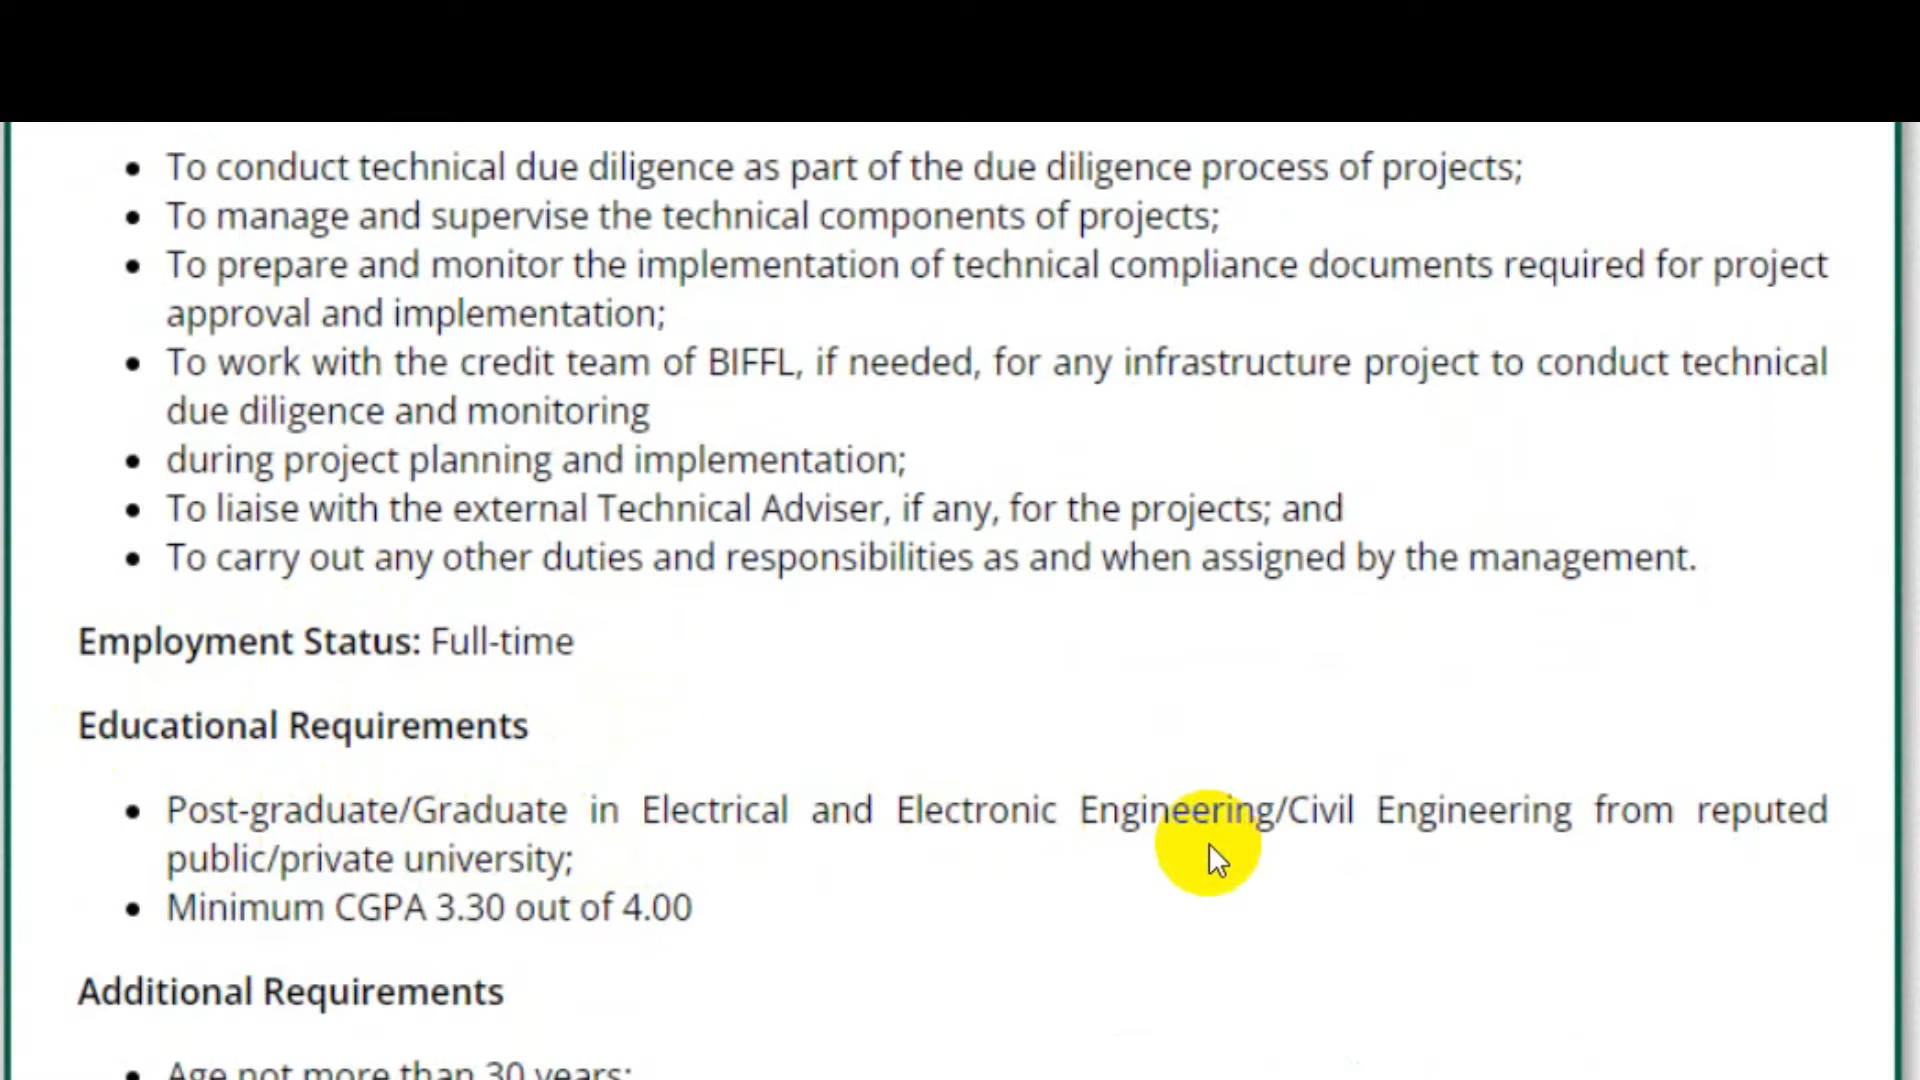 • To conduct technical due diligence as part of the due diligence process of projects;
• To manage and supervise the technical components of projects;
• To prepare and monitor the implementation of technical compliance documents required for project
approval and implementation;
• To work with the credit team of BIFFL, if needed, for any infrastructure project to conduct technical
due diligence and monitoring
• during project planning and implementation;
• To liaise with the external Technical Adviser, if any, for the projects; and
• To carry out any other duties and responsibilities as and when assigned by the management.
Employment Status: Full-time
Educational Requirements
• Post-graduate/Graduate in Electrical and Electronic Engineering/Civil Engineering from reputed
public/private university;
• Minimum CGPA 3.30 out of 4.00
Additional Requirements
• Age not more than 30 years;